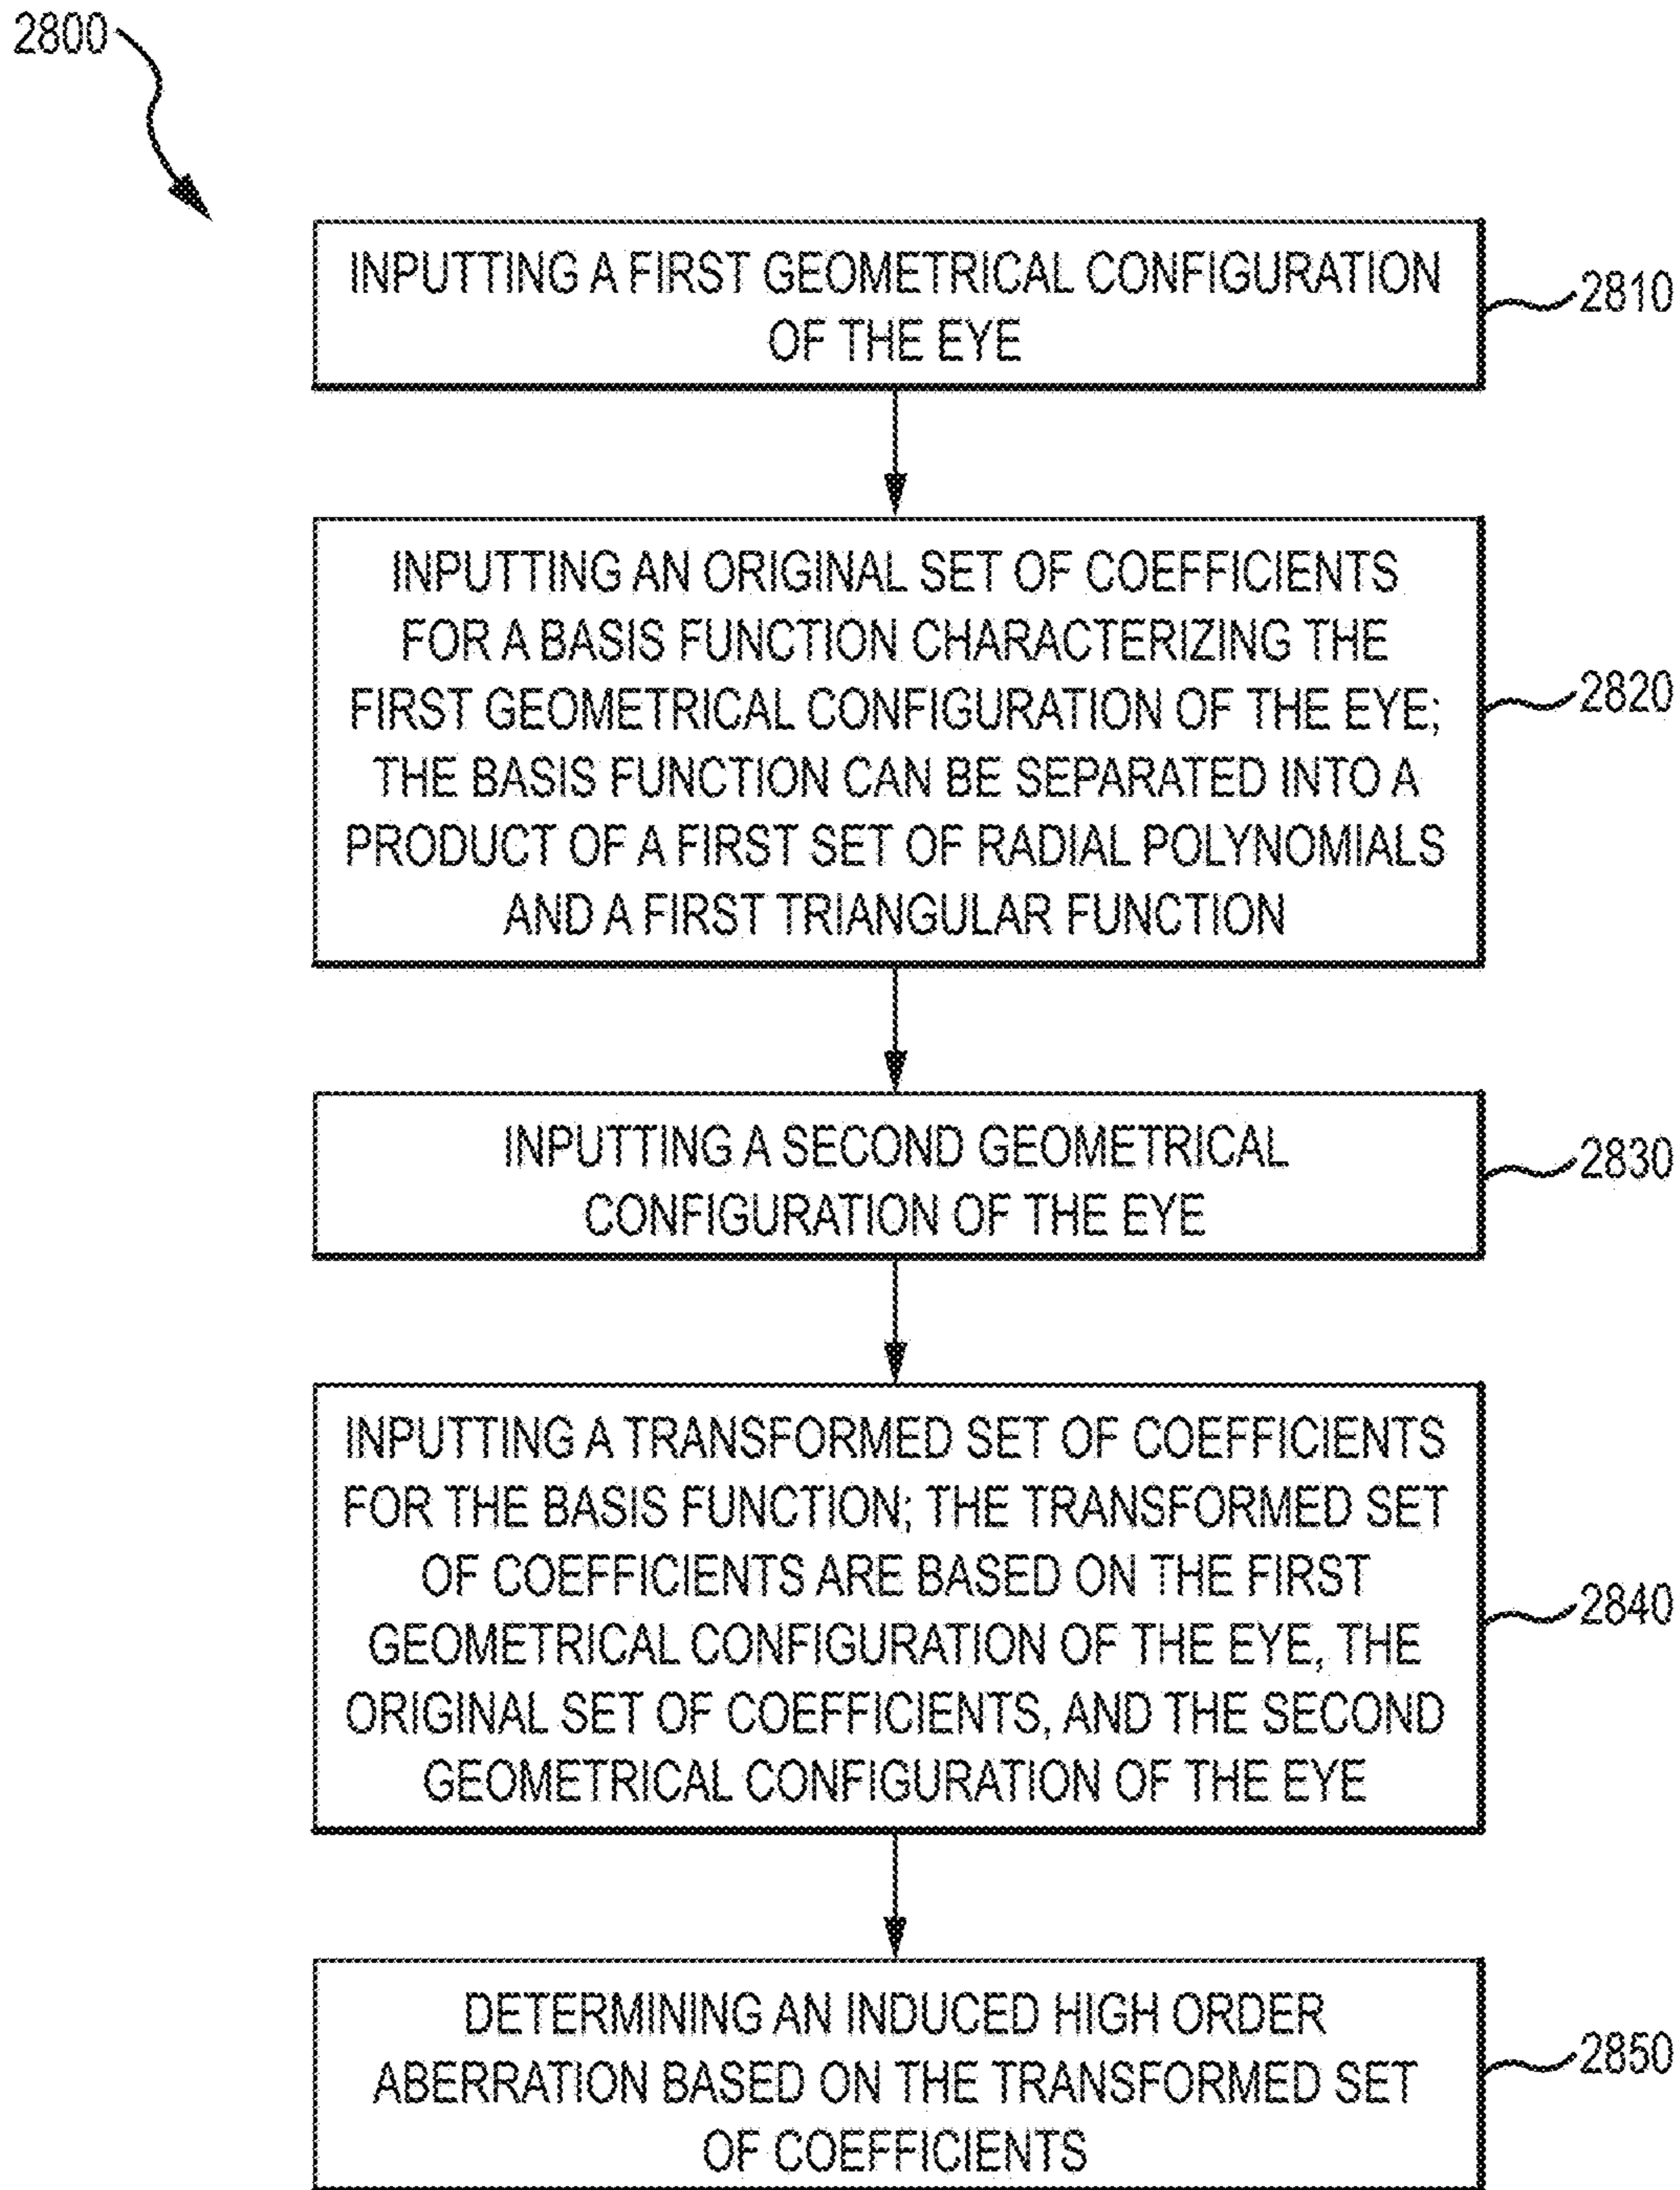 2800
INPUTTING A FIRST GEOMETRICAL CONFIGURATION
OF THE EYE
2810
INPUTTING AN ORIGINAL SET OF COEFFICIENTS
FOR A BASIS FUNCTION CHARACTERIZING THE
FIRST GEOMETRICAL CONFIGURATION OF THE EYE;
THE BASIS FUNCTION CAN BE SEPARATED INTO A
PRODUCT OF A FIRST SET OF RADIAL POLYNOMIALS
AND A FIRST TRIANGULAR FUNCTION
2820
INPUTTING A SECOND GEOMETRICAL
CONFIGURATION OF THE EYE
2830
INPUTTING A TRANSFORMED SET OF COEFFICIENTS
FOR THE BASIS FUNCTION; THE TRANSFORMED SET
OF COEFFICIENTS ARE BASED ON THE FIRST
GEOMETRICAL CONFIGURATION OF THE EYE, THE
ORIGINAL SET OF COEFFICIENTS, AND THE SECOND
GEOMETRICAL CONFIGURATION OF THE EYE
2840
DETERMINING AN INDUCED HIGH ORDER
ABERRATION BASED ON THE TRANSFORMED SET
OF COEFFICIENTS
2850